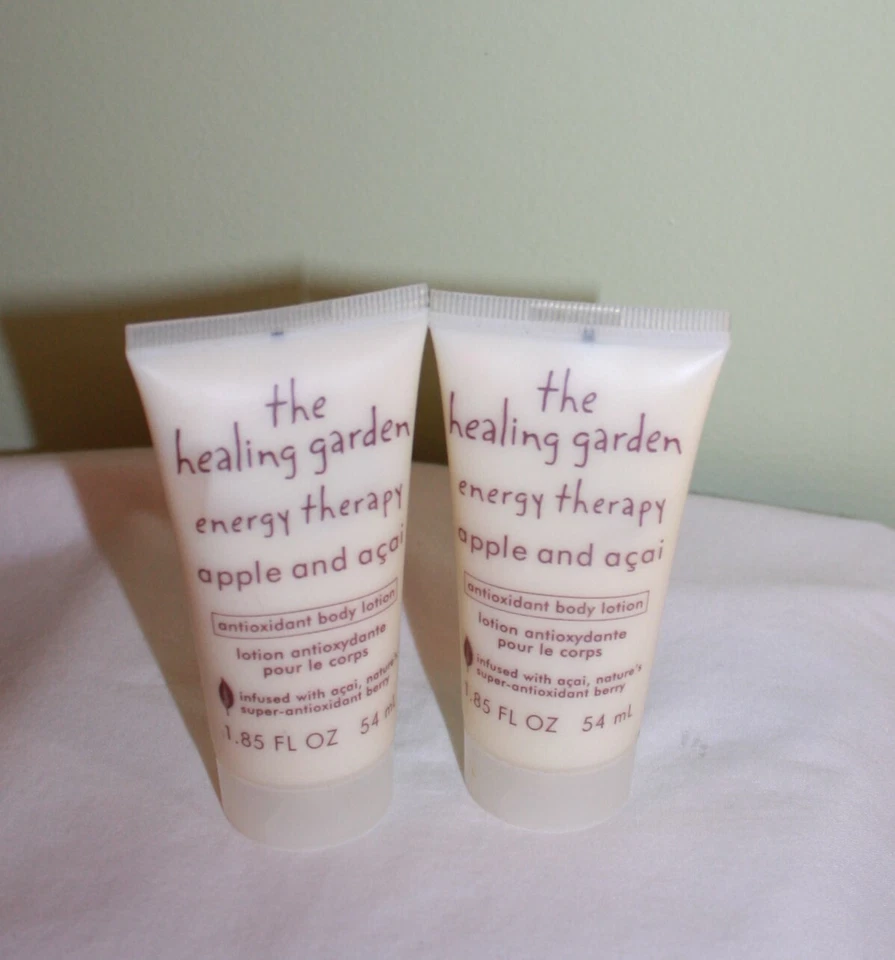 the
healing garden
energy therapy
apple and açai
antioxidant body lotion
lotion antioxydante
pour le corps
infused with açai, nature's
super-antioxidant berry
1.85 FL OZ 54 mL
the
healing garden
energy therapy
apple and açai
antioxidant body lotion
lotion antioxydante
pour le corps
infused with açai, nature's
super-antioxidant berry
1.85 FL OZ 54 mL